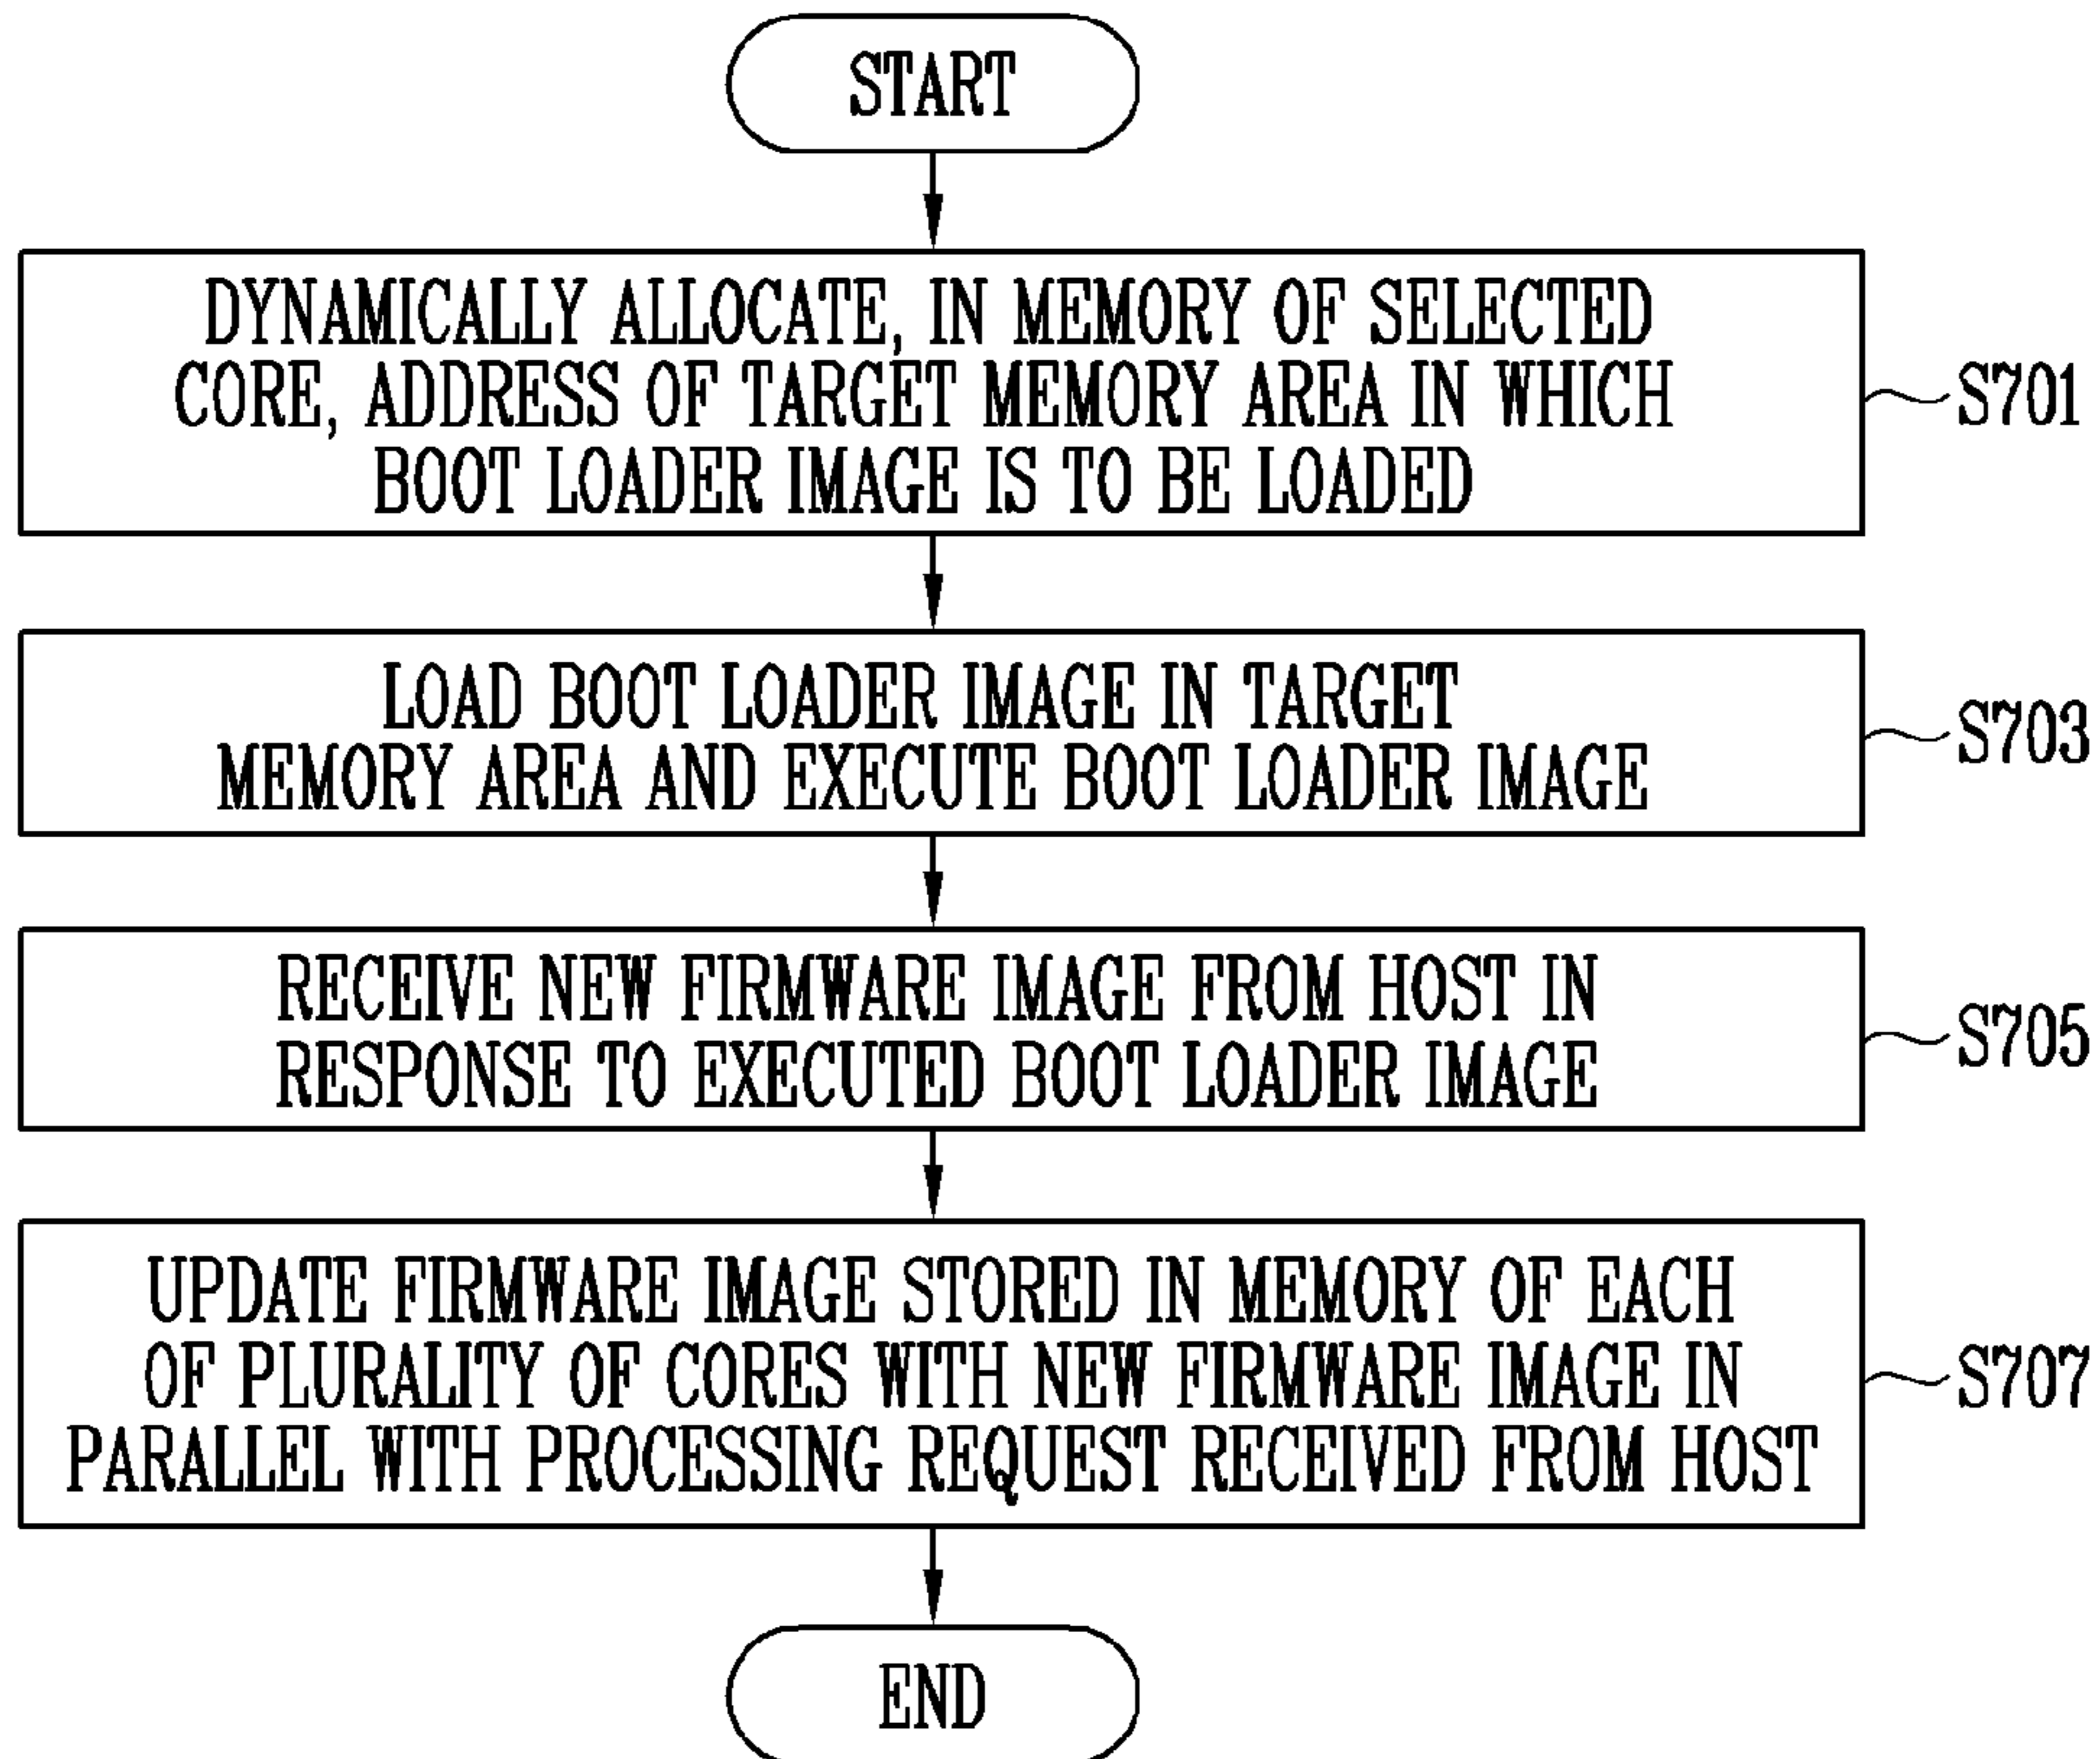 START
DYNAMICALLY ALLOCATE, IN MEMORY OF SELECTED
CORE, ADDRESS OF TARGET MEMORY AREA IN WHICH
BOOT LOADER IMAGE IS TO BE LOADED
S701
LOAD BOOT LOADER IMAGE IN TARGET
MEMORY AREA AND EXECUTE BOOT LOADER IMAGE
S703
RECEIVE NEW FIRMWARE IMAGE FROM HOST IN
RESPONSE TO EXECUTED BOOT LOADER IMAGE
S705
UPDATE FIRMWARE IMAGE STORED IN MEMORY OF EACH
OF PLURALITY OF CORES WITH NEW FIRMWARE IMAGE IN
PARALLEL WITH PROCESSING REQUEST RECEIVED FROM HOST
S707
END